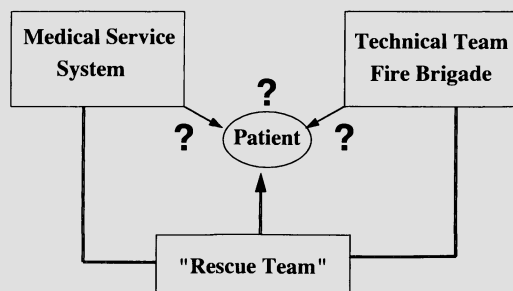 Medical Service
System
Technical Team
Fire Brigade
?
?
Patient
?
"Rescue Team"